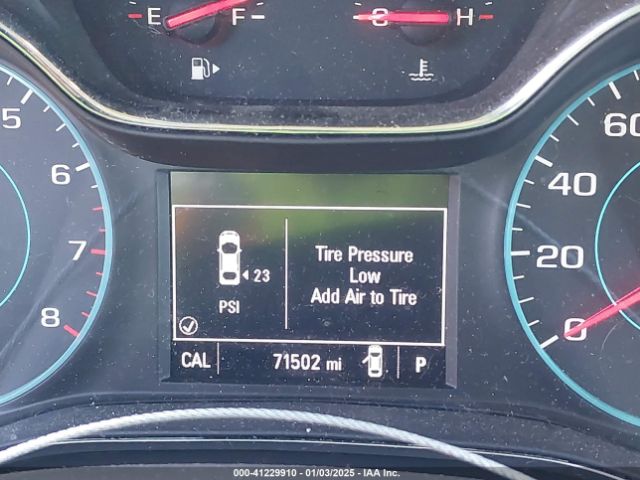 E F
C H
5
6
7
8
60
40
20
0
23
PSI
Tire Pressure
Low
Add Air to Tire
CAL 71502 mi P
000-41229910 - 01/03/2025 - IAA Inc.